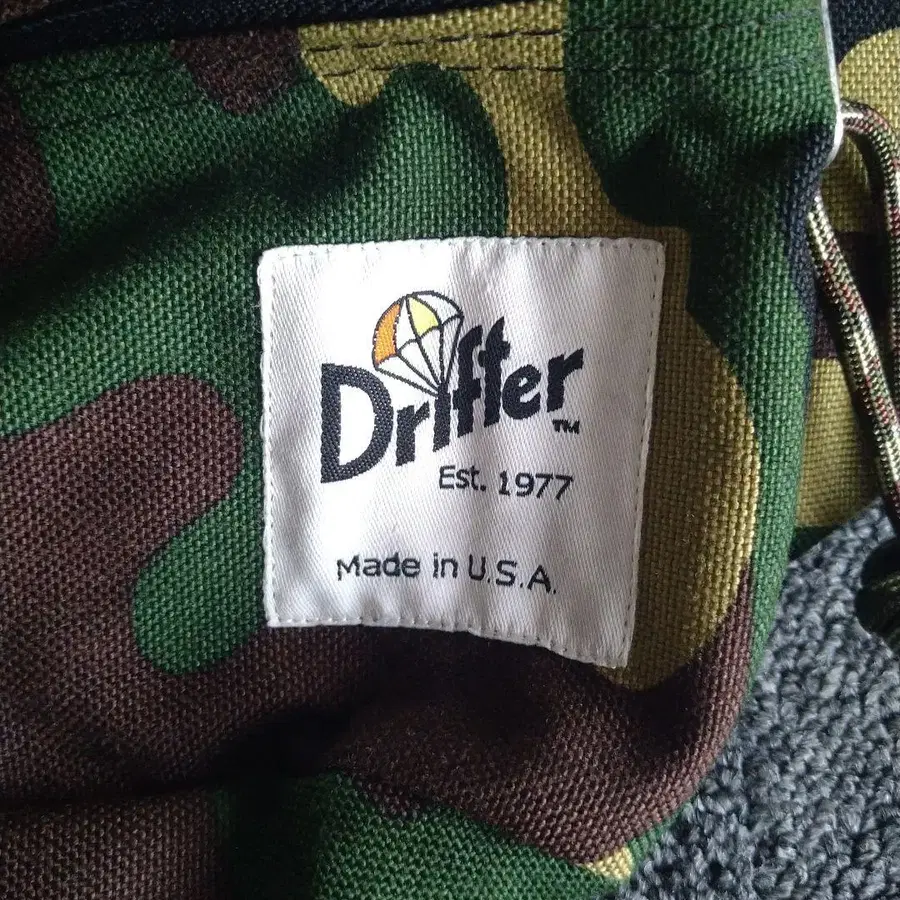 Drifter™
Est. 1977
Made in U.S.A.